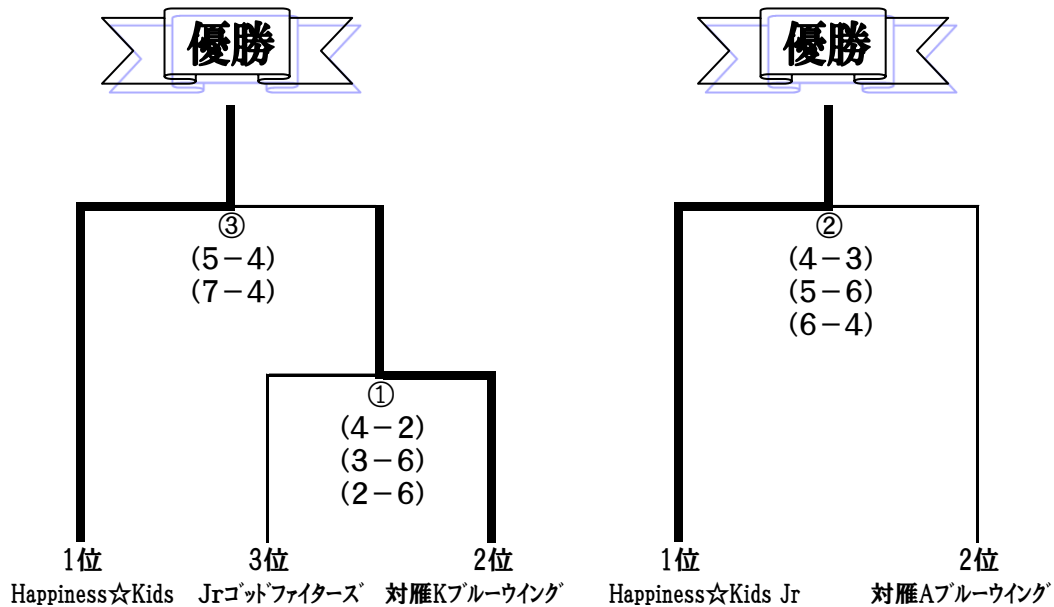 優勝
③
(5-4)
(7-4)
①
(4-2)
(3-6)
(2-6)
1位 3位 2位
Happiness☆Kids Jrｺﾞｯﾄﾞﾌｧｲﾀｰｽﾞ 対雁Kﾌﾞﾙｰｳｲﾝｸﾞ
優勝
②
(4-3)
(5-6)
(6-4)
1位 2位
Happiness☆Kids Jr 対雁Aﾌﾞﾙｰｳｲﾝｸﾞ